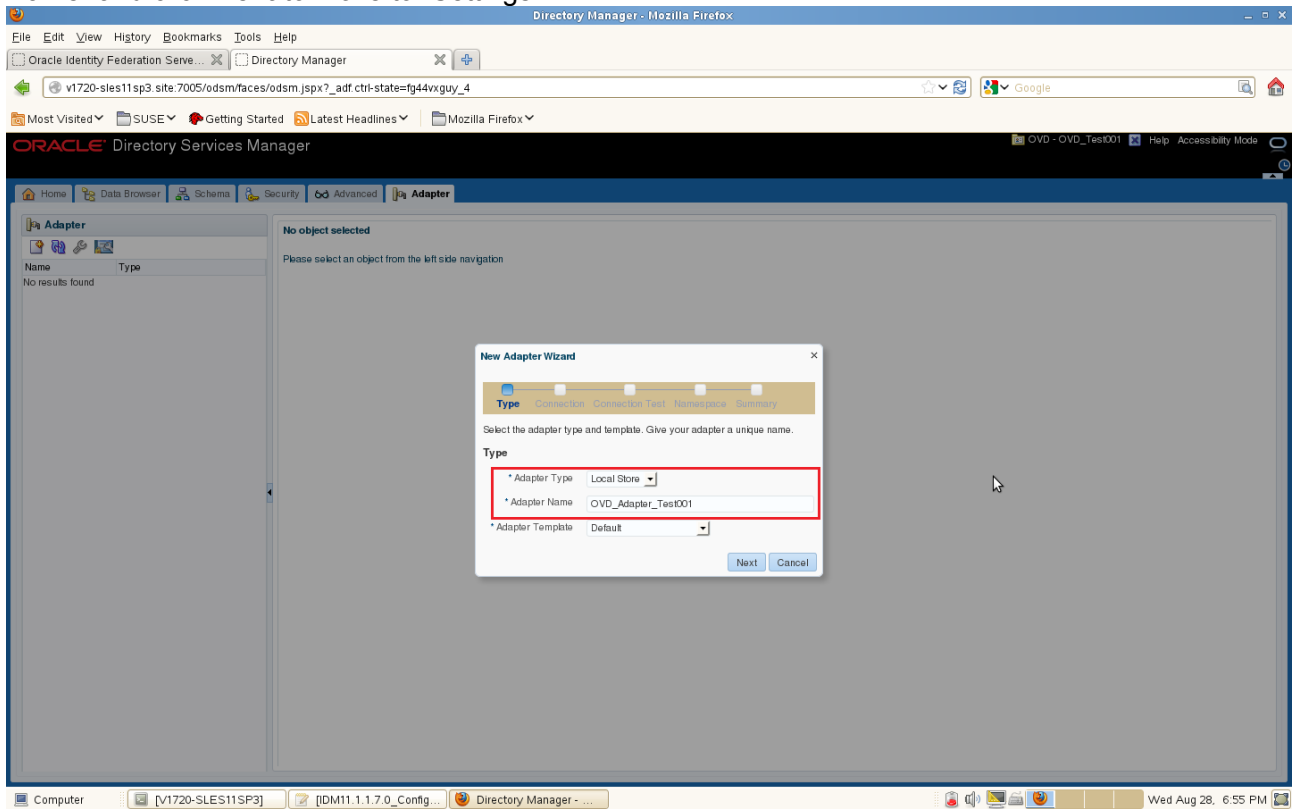 Directory Manager - Mozilla Firefox
File Edit View History Bookmarks Tools Help
Oracle Identity Federation Serve... Directory Manager
v1720-sles11sp3.site:7005/odsm/faces/odsm.jspx?_adf.ctrl-state=fg44vxguy_4
Google
Most Visited SUSE Getting Started Latest Headlines Mozilla Firefox
ORACLE Directory Services Manager
OVD - OVD_Test001 Help Accessibility Mode
Home Data Browser Schema Security Advanced Adapter
Adapter
Name Type
No results found
No object selected
Please select an object from the left side navigation
New Adapter Wizard
Type Connection Connection Test Namespace Summary
Select the adapter type and template. Give your adapter a unique name.
Type
* Adapter Type Local Store
* Adapter Name OVD_Adapter_Test001
* Adapter Template Default
Next Cancel
Computer [V1720-SLES11SP3] [IDM11.1.1.7.0_Config... Directory Manager - ... Wed Aug 28, 6:55 PM